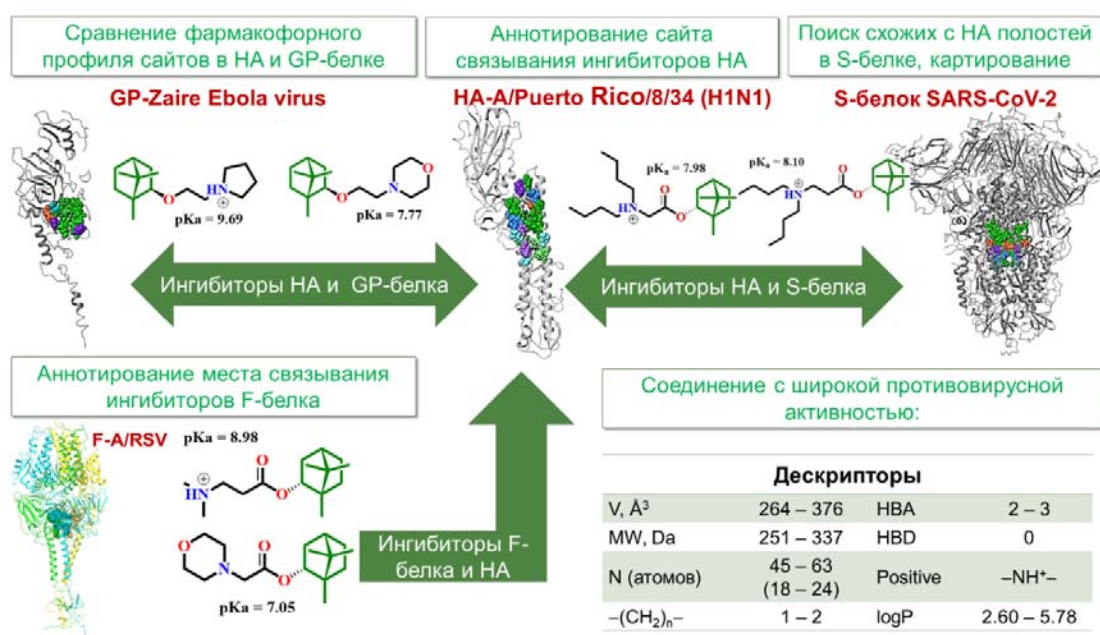 Сравнение фармакофорного
профиля сайтов в НА и GP-белке
Аннотирование сайта
связывания ингибиторов НА
Поиск схожих с НА полостей
в S-белке, картирование
GP-Zaire Ebola virus
HA-A/Puerto Rico/8/34 (H1N1)
S-белок SARS-CoV-2
HN
O
pKa = 9.69
O
N
O
pKa = 7.77
pKa = 7.98
HN
O
O
pKa = 8.10
HN
O
O
Ингибиторы НА и GP-белка
Ингибиторы НА и S-белка
Аннотирование места связывания
ингибиторов F-белка
F-A/RSV
pKa = 8.98
HN
O
O
O
N
O
O
pKa = 7.05
Ингибиторы F-
белка и НА
Соединение с широкой противовирусной
активностью:
Дескрипторы
V, Å³ 264 – 376 HBA 2 – 3
MW, Da 251 – 337 HBD 0
N (атомов) 45 – 63 (18 – 24) Positive –NH⁺–
–(CH₂)ₙ– 1 – 2 logP 2.60 – 5.78